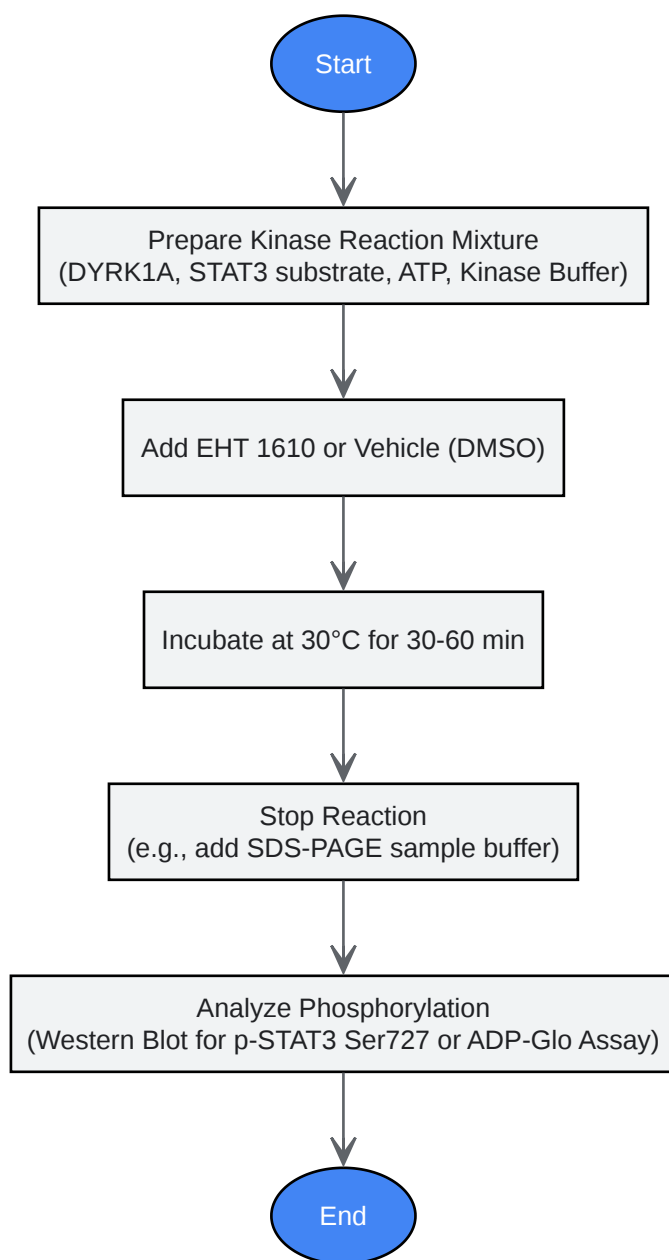 Start
Prepare Kinase Reaction Mixture
(DYRK1A, STAT3 substrate, ATP, Kinase Buffer)
Add EHT 1610 or Vehicle (DMSO)
Incubate at 30°C for 30-60 min
Stop Reaction
(e.g., add SDS-PAGE sample buffer)
Analyze Phosphorylation
(Western Blot for p-STAT3 Ser727 or ADP-Glo Assay)
End